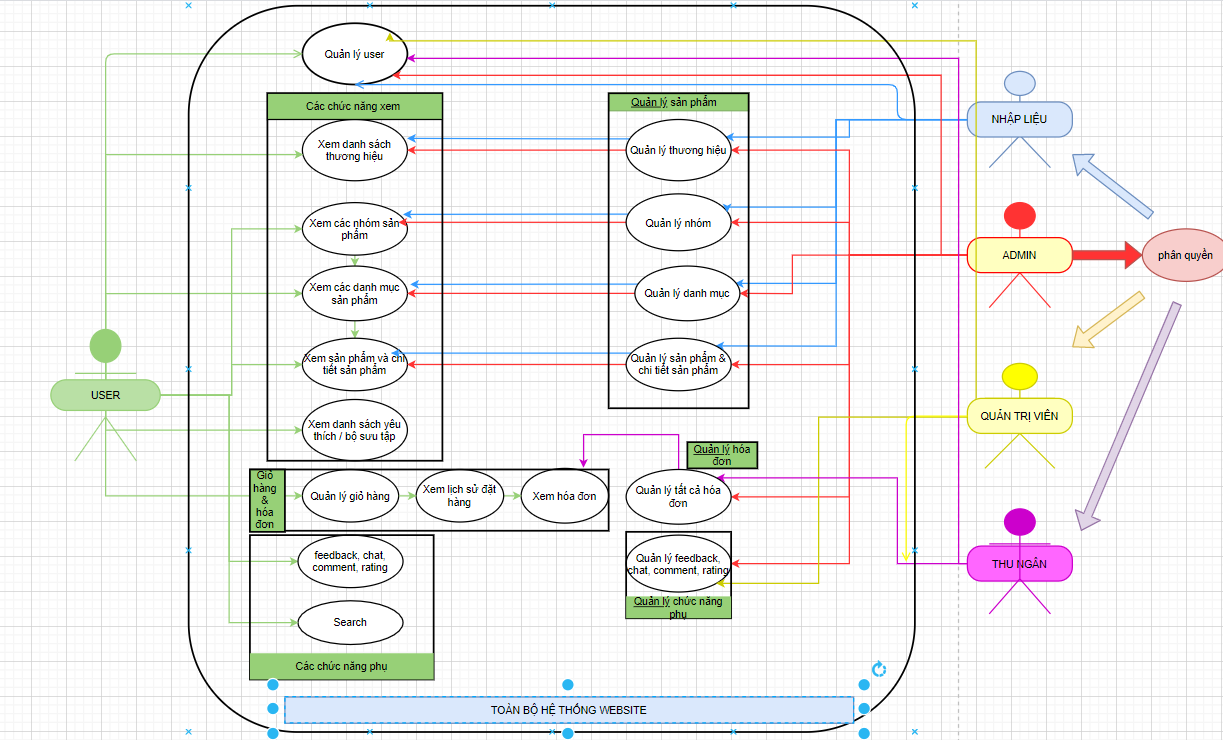 Quản lý user
Các chức năng xem
Xem danh sách
thương hiệu
Xem các nhóm sản
phẩm
Xem các danh mục
sản phẩm
Xem sản phẩm và chi
tiết sản phẩm
Xem danh sách yêu
thích / bộ sưu tập
Quản lý sản phẩm
Quản lý thương hiệu
Quản lý nhóm
Quản lý danh mục
Quản lý sản phẩm &
chi tiết sản phẩm
NHẬP LIỆU
ADMIN
phân quyền
QUẢN TRỊ VIÊN
THU NGÂN
USER
Giỏ
hàng
&
hóa
đơn
Quản lý giỏ hàng
Xem lịch sử đặt
hàng
Xem hóa đơn
Quản lý hóa
đơn
Quản lý tất cả hóa
đơn
feedback, chat,
comment, rating
Search
Các chức năng phụ
Quản lý feedback,
chat, comment, rating
Quản lý chức năng
phụ
TOÀN BỘ HỆ THỐNG WEBSITE